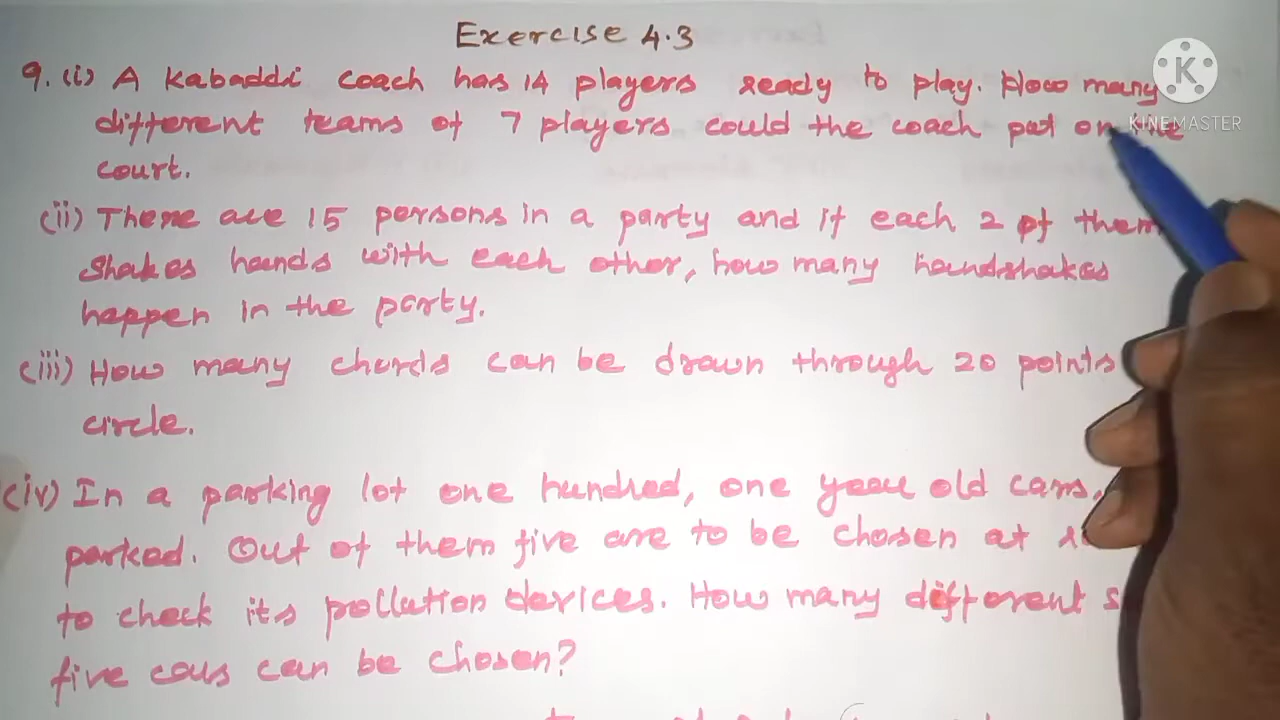 Exercise 4.3
9. (i) A Kabaddi coach has 14 players ready to play. How many
different teams of 7 players could the coach put on the
court.
(ii) There are 15 persons in a party and if each 2 of them
shakes hands with each other, how many handshakes
happen in the party.
(iii) How many chords can be drawn through 20 points
circle.
(iv) In a parking lot one hundred, one year old cars,
parked. Out of them five are to be chosen at
to check its pollution devices. How many different
five cars can be chosen?
K
KINEMASTER